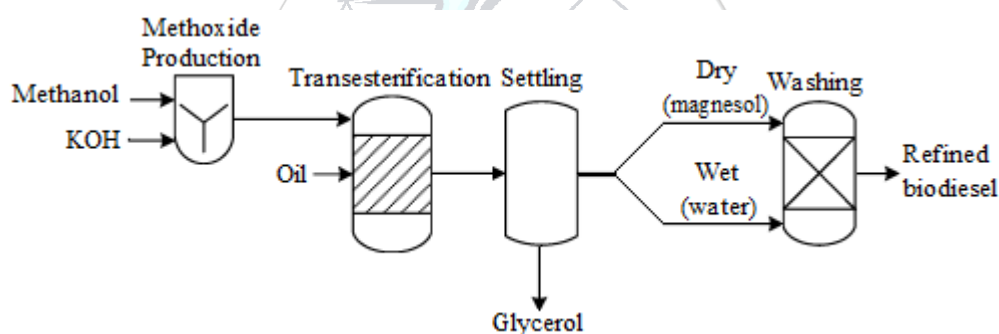 Methoxide
Production
Methanol
KOH
Transesterification
Oil
Settling
Glycerol
Dry
(magnesol)
Wet
(water)
Washing
Refined
biodiesel